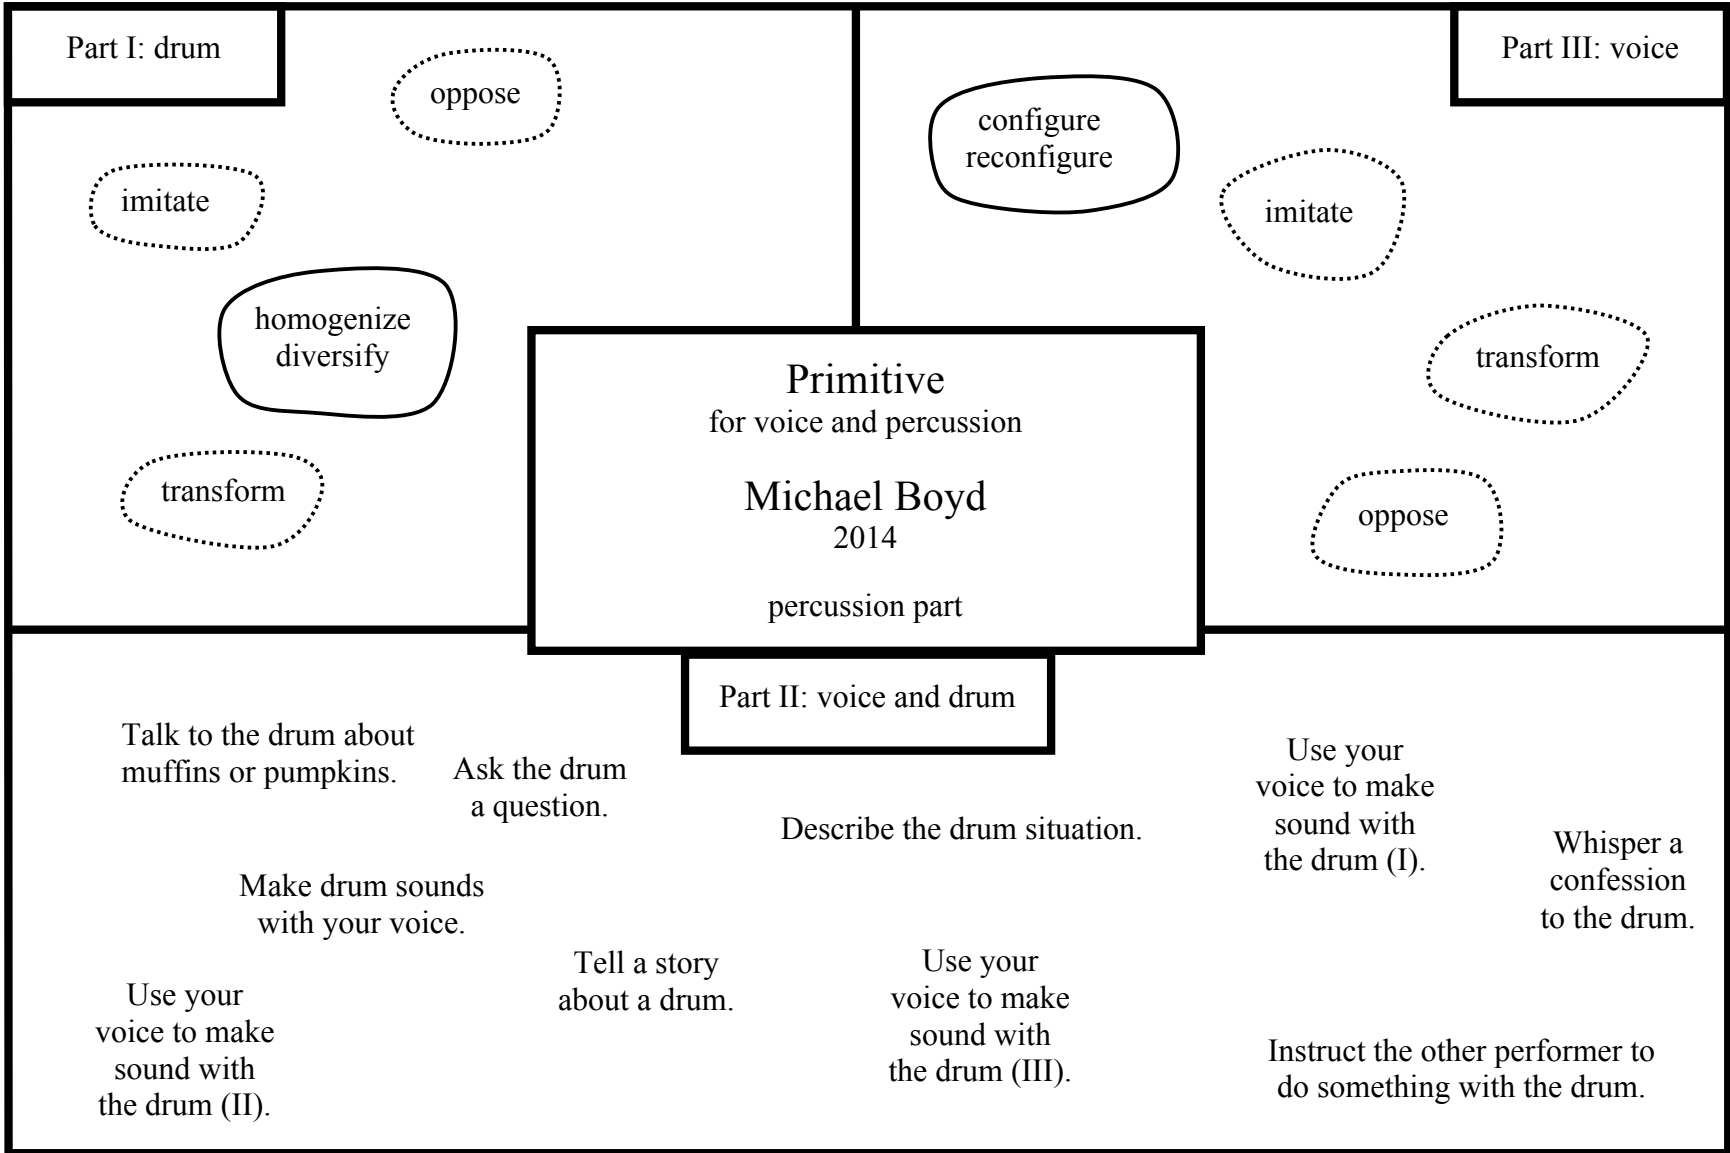 Part I: drum
oppose
imitate
homogenize
diversify
transform
Part III: voice
configure
reconfigure
imitate
transform
oppose
Primitive
for voice and percussion
Michael Boyd
2014
percussion part
Part II: voice and drum
Talk to the drum about
muffins or pumpkins.
Ask the drum
a question.
Describe the drum situation.
Use your
voice to make
sound with
the drum (I).
Whisper a
confession
to the drum.
Make drum sounds
with your voice.
Tell a story
about a drum.
Use your
voice to make
sound with
the drum (III).
Use your
voice to make
sound with
the drum (II).
Instruct the other performer to
do something with the drum.